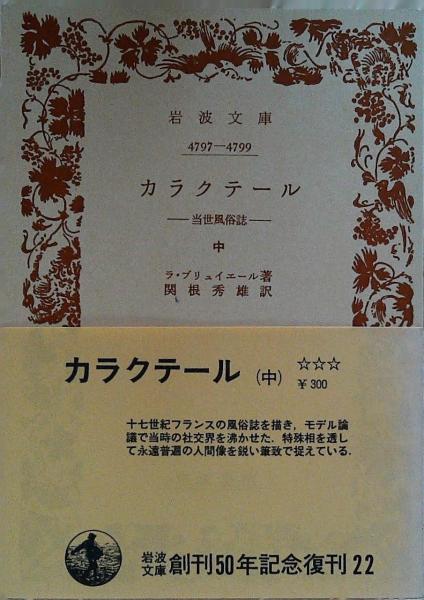 岩波文庫
4797—4799
カラクテール
—当世風俗誌—
中
ラ・ブリュイエール著
関根秀雄訳
カラクテール (中) ☆☆☆
¥300
十七世紀フランスの風俗誌を描き，モデル論
議で当時の社交界を沸かせた．特殊相を透し
て永遠普遍の人間像を鋭い筆致で捉えている．
岩波文庫 創刊50年記念復刊22